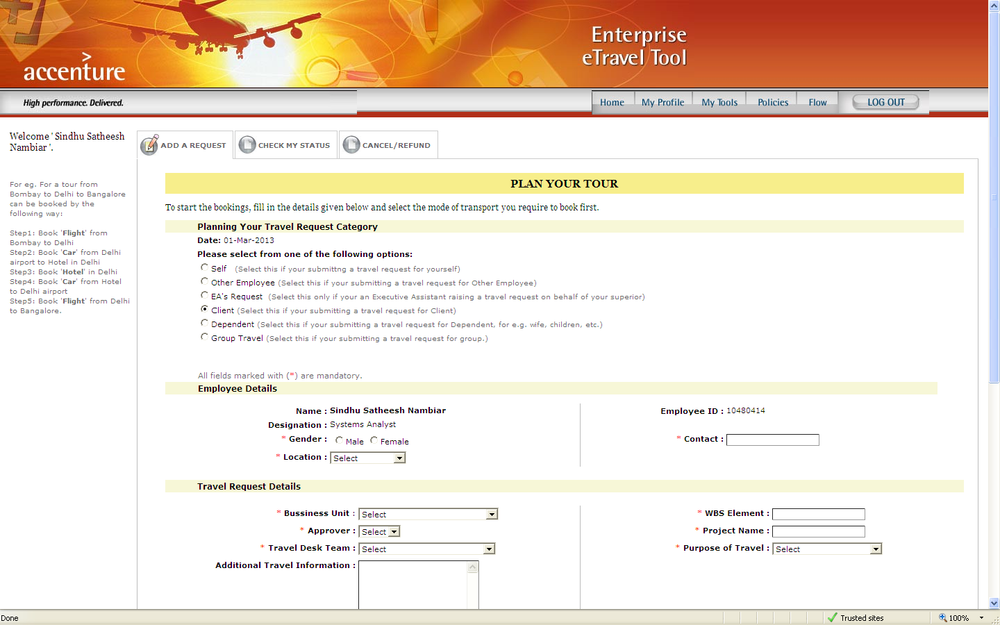 Enterprise
eTravel Tool
>
accenture
High performance. Delivered.
Home My Profile My Tools Policies Flow LOG OUT
Welcome ' Sindhu Satheesh
Nambiar '.
ADD A REQUEST CHECK MY STATUS CANCEL/REFUND
For eg. For a tour from
Bombay to Delhi to Bangalore
can be booked by the
following way:
Step1: Book 'Flight' from
Bombay to Delhi
Step2: Book 'Car' from Delhi
airport to Hotel in Delhi
Step3: Book 'Hotel' in Delhi
Step4: Book 'Car' from Hotel
to Delhi airport
Step5: Book 'Flight' from Delhi
to Bangalore.
PLAN YOUR TOUR
To start the bookings, fill in the details given below and select the mode of transport you require to book first.
Planning Your Travel Request Category
Date: 01-Mar-2013
Please select from one of the following options:
Self (Select this if your submittng a travel request for yourself)
Other Employee (Select this if your submitting a travel request for Other Employee)
EA's Request (Select this only if your an Executive Assistant raising a travel request on behalf of your superior)
Client (Select this if your submitting a travel request for Client)
Dependent (Select this if your submitting a travel request for Dependent, for e.g. wife, children, etc.)
Group Travel (Select this if your submitting a travel request for group.)
All fields marked with (*) are mandatory.
Employee Details
Name : Sindhu Satheesh Nambiar Employee ID : 10480414
Designation : Systems Analyst
* Gender : Male Female * Contact :
* Location : Select
Travel Request Details
* Bussiness Unit : Select * WBS Element :
* Approver : Select * Project Name :
* Travel Desk Team : Select * Purpose of Travel : Select
Additional Travel Information :
Done Trusted sites 100%